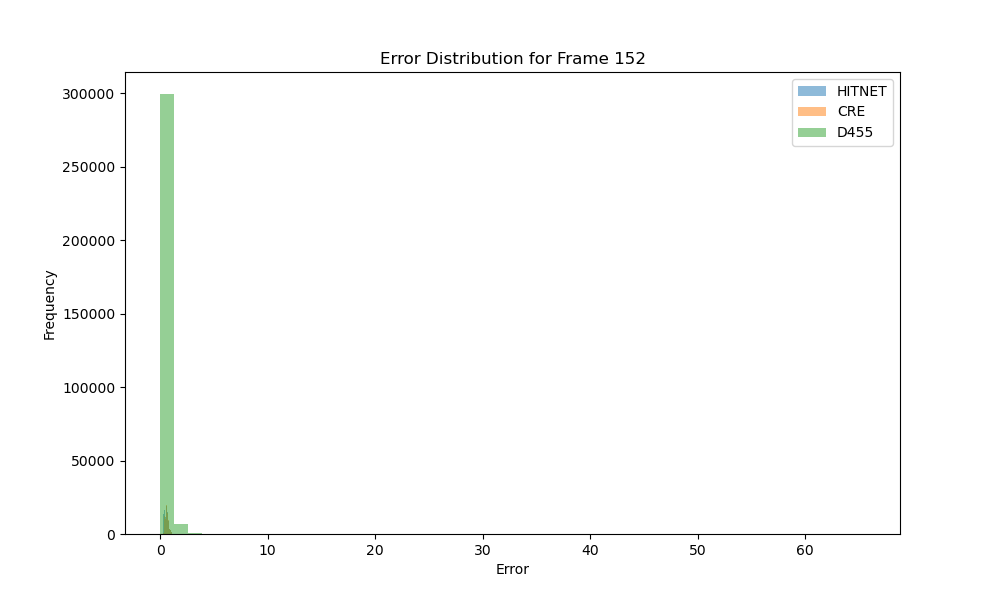 Error Distribution for Frame 152
HITNET
CRE
D455
300000
250000
200000
150000
100000
50000
0
Frequency
0 10 20 30 40 50 60
Error